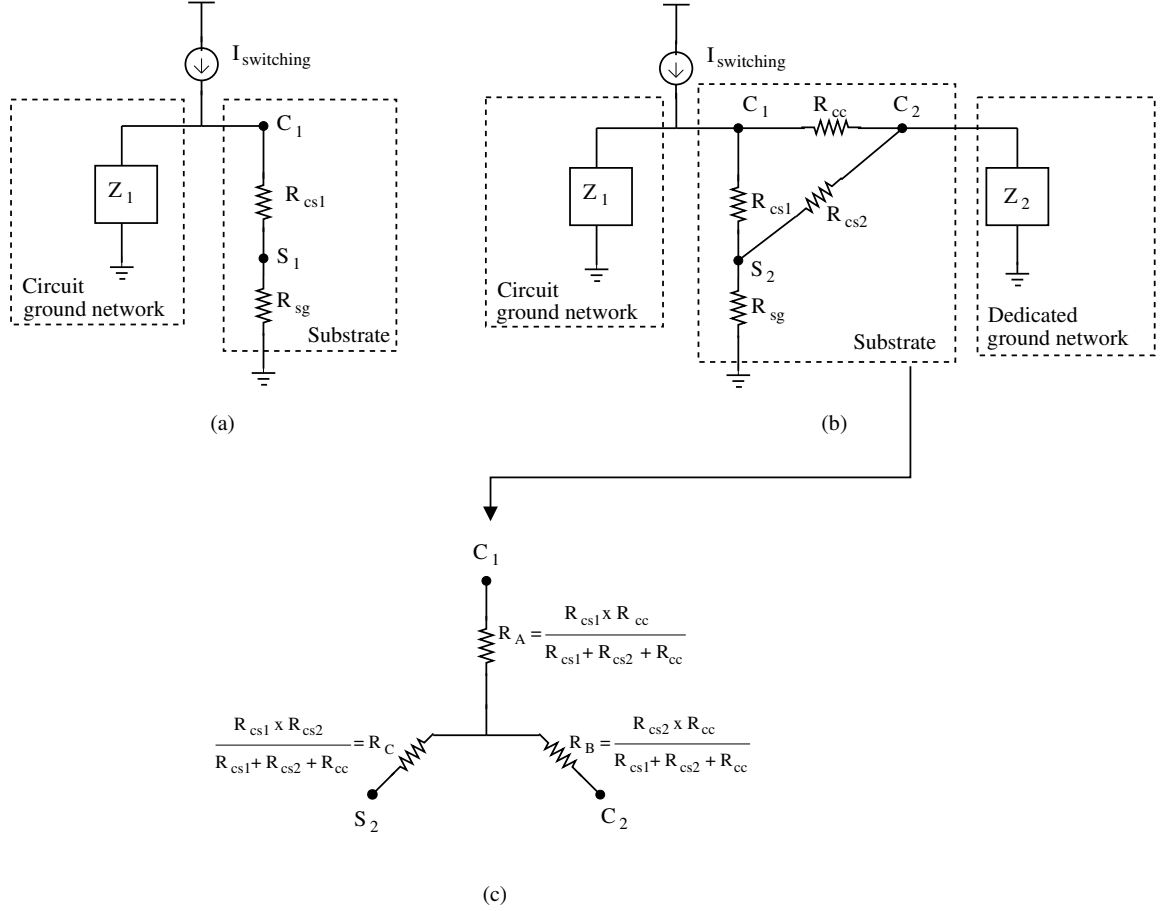 I switching
C 1
Z 1
R cs1
S 1
R sg
Circuit
ground network
Substrate
(a)
I switching
C 1
R cc
C 2
Z 1
R cs1
R cs2
Z 2
S 2
R sg
Circuit
ground network
Substrate
Dedicated
ground network
(b)
C 1
R A = R cs1 x R cc
R cs1 + R cs2 + R cc
R cs1 x R cs2 = R C
R cs1 + R cs2 + R cc
R B = R cs2 x R cc
R cs1 + R cs2 + R cc
S 2
C 2
(c)